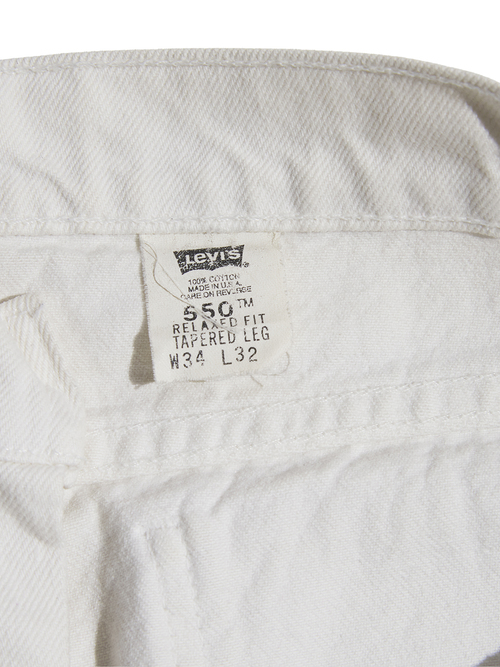 Levi's
100% COTTON
MADE IN U.S.A.
CARE ON REVERSE
550™
RELAXED FIT
TAPERED LEG
W34 L32